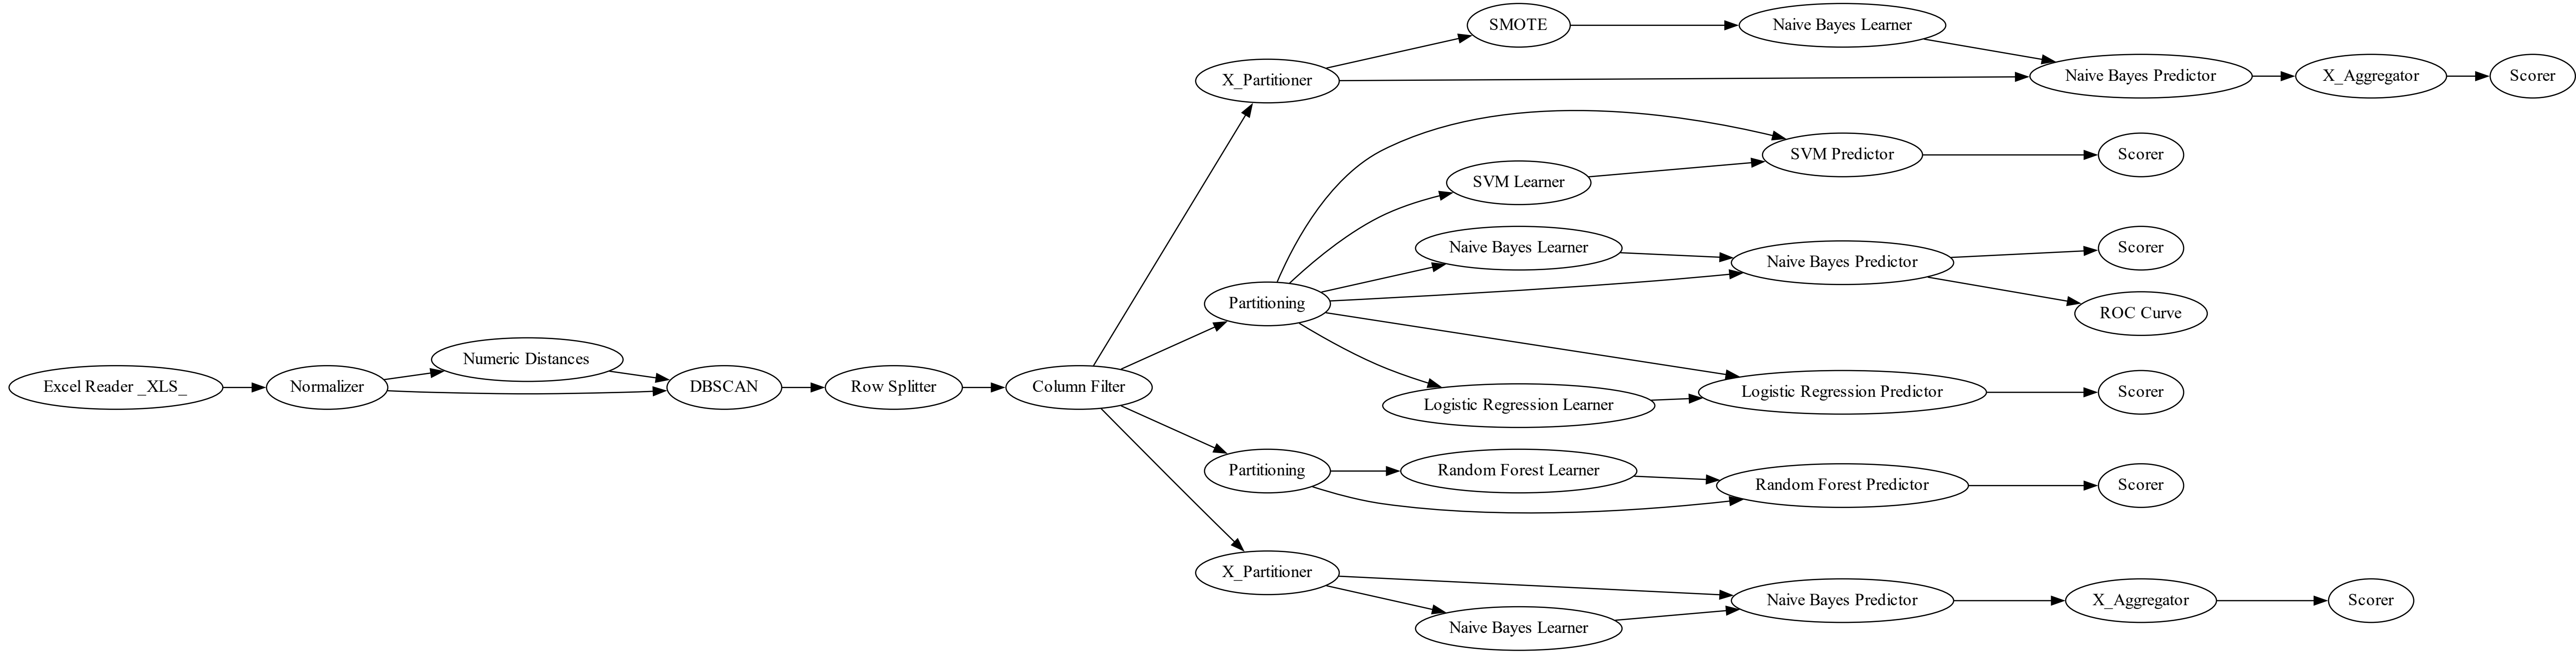 Excel Reader _XLS_
Normalizer
Numeric Distances
DBSCAN
Row Splitter
Column Filter
X_Partitioner
SMOTE
Naive Bayes Learner
Naive Bayes Predictor
X_Aggregator
Scorer
Partitioning
SVM Learner
SVM Predictor
Scorer
Naive Bayes Learner
Naive Bayes Predictor
Scorer
ROC Curve
Logistic Regression Learner
Logistic Regression Predictor
Scorer
Partitioning
Random Forest Learner
Random Forest Predictor
Scorer
X_Partitioner
Naive Bayes Learner
Naive Bayes Predictor
X_Aggregator
Scorer